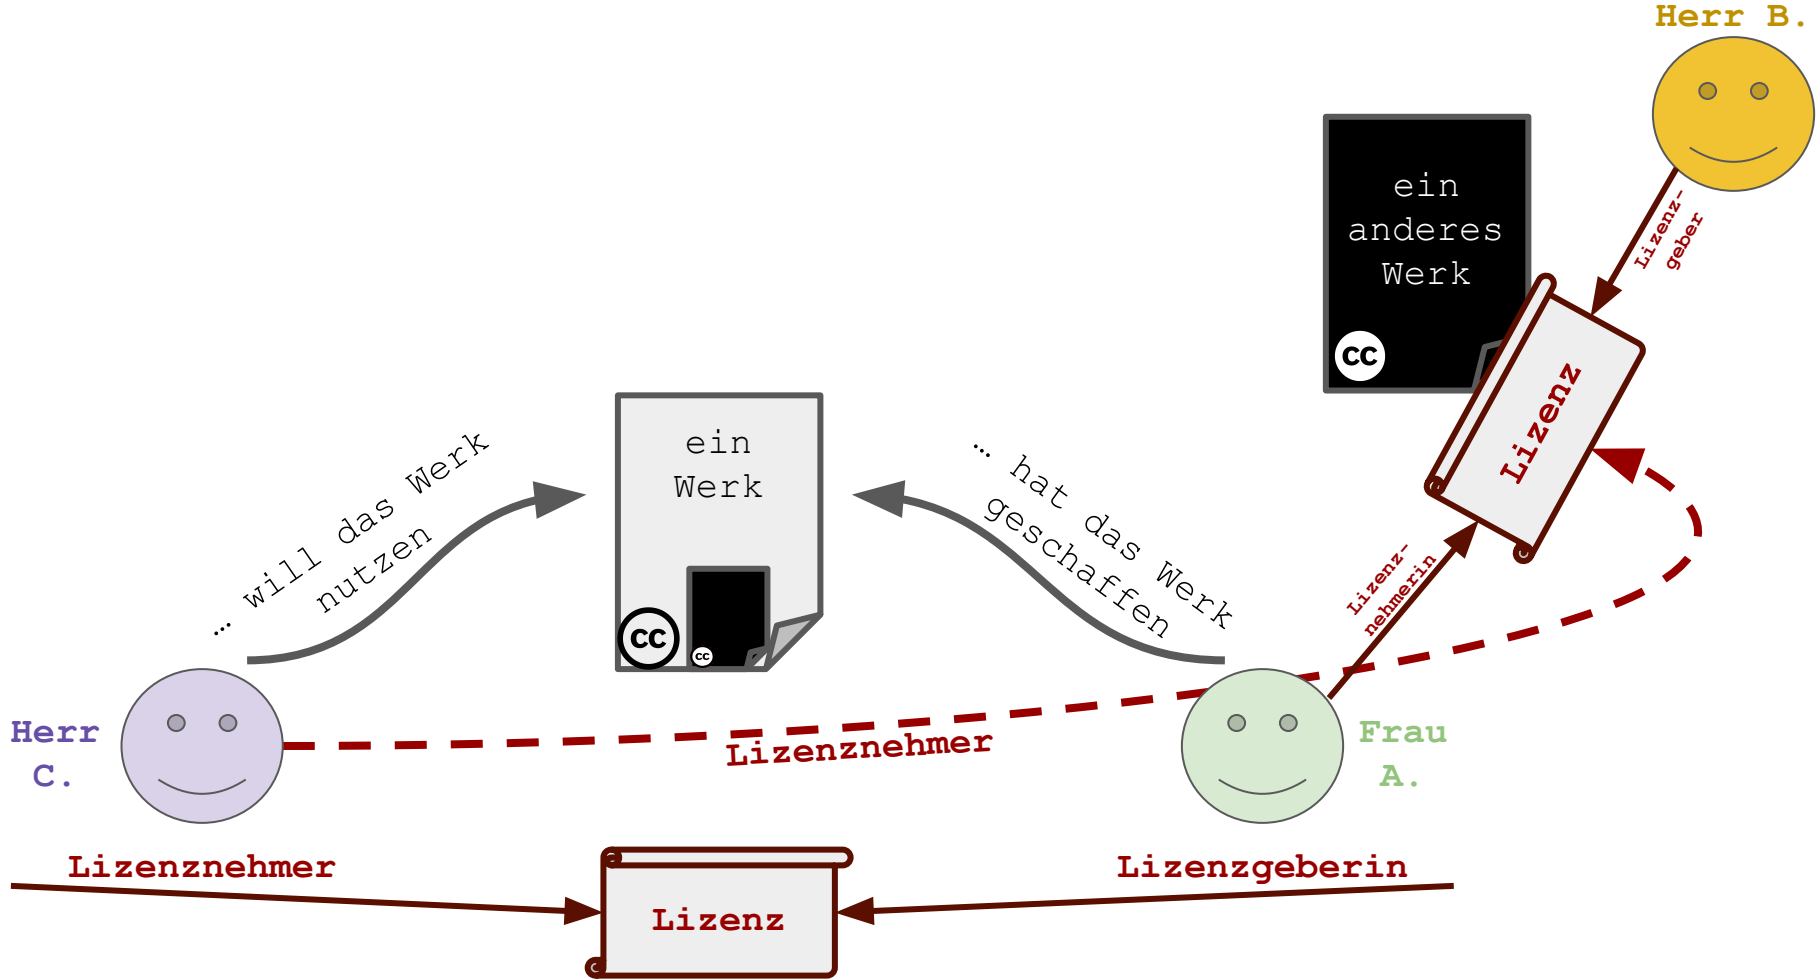 Herr B.
ein
anderes
Werk
cc
Lizenz-
geber
Lizenz
ein
Werk
cc
cc
… will das Werk
nutzen
… hat das Werk
geschaffen
Lizenz-
nehmerin
Herr
C.
Lizenznehmer
Frau
A.
Lizenznehmer
Lizenz
Lizenzgeberin